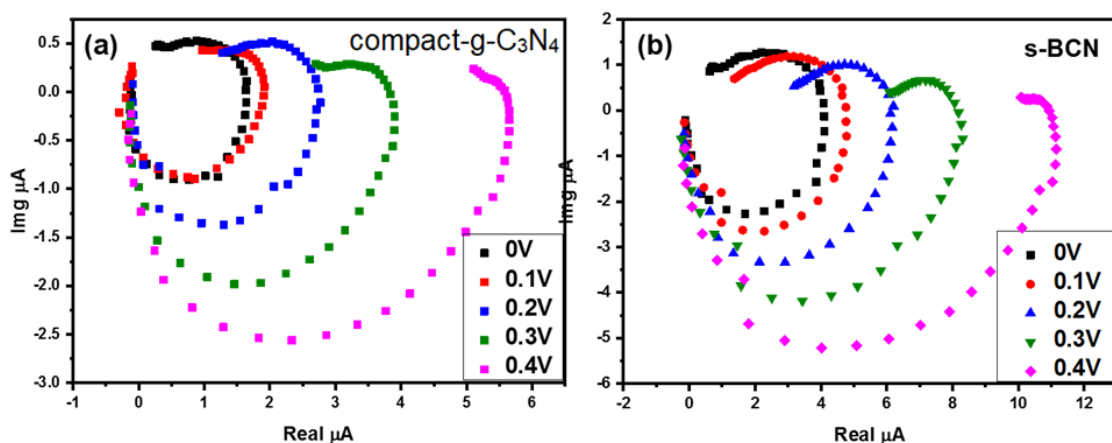 (a) compact-g-C₃N₄
0.5
0.0
-0.5
-1.0
-1.5
-2.0
-2.5
-3.0
Img µA
0V
0.1V
0.2V
0.3V
0.4V
-1 0 1 2 3 4 5 6
Real µA
(b) s-BCN
2
1
0
-1
-2
-3
-4
-5
-6
Img µA
0V
0.1V
0.2V
0.3V
0.4V
-2 0 2 4 6 8 10 12
Real µA